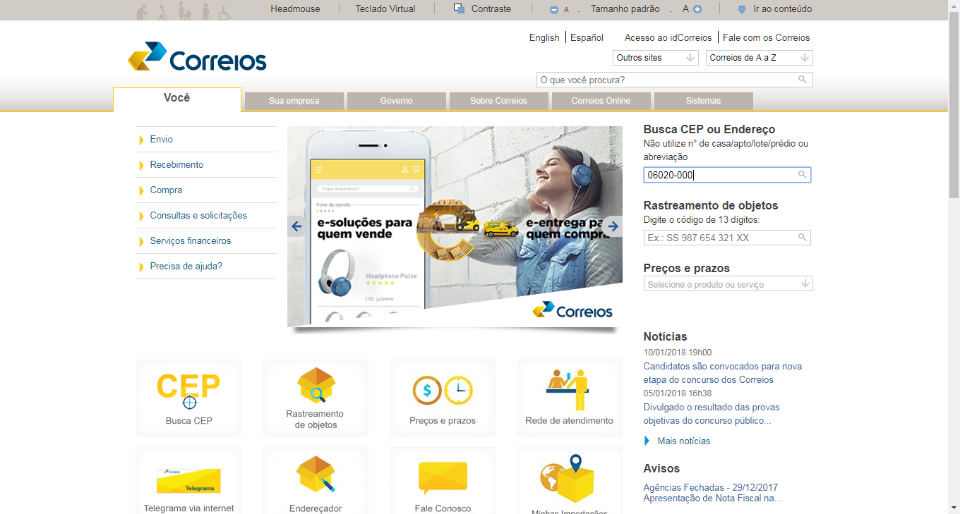 Headmouse
Teclado Virtual
Contraste
A . Tamanho padrão . A
Ir ao conteúdo
English
Español
Acesso ao idCorreios
Fale com os Correios
Correios
Outros sites
Correios de A a Z
O que você procura?
Você
Sua empresa
Governo
Sobre Correios
Correios Online
Sistemas
Envio
Recebimento
Compra
Consultas e solicitações
Serviços financeiros
Precisa de ajuda?
e-soluções para
quem vende
e-entrega pa
quem compr
Headphone Pulse
Correios
Busca CEP ou Endereço
Não utilize n° de casa/apto/lote/prédio ou
abreviação
06020-000
Rastreamento de objetos
Digite o código de 13 dígitos:
Ex.: SS 987 654 321 XX
Preços e prazos
Selecione o produto ou serviço
Notícias
10/01/2018 19h00
Candidatos são convocados para nova
etapa do concurso dos Correios
05/01/2018 16h38
Divulgado o resultado das provas
objetivas do concurso público...
Mais notícias
Avisos
Agências Fechadas - 29/12/2017
Apresentação de Nota Fiscal na...
CEP
Busca CEP
Rastreamento
de objetos
$
Preços e prazos
Rede de atendimento
Telegrama
Telegrama via internet
Endereçador
Fale Conosco
Minhas Importações